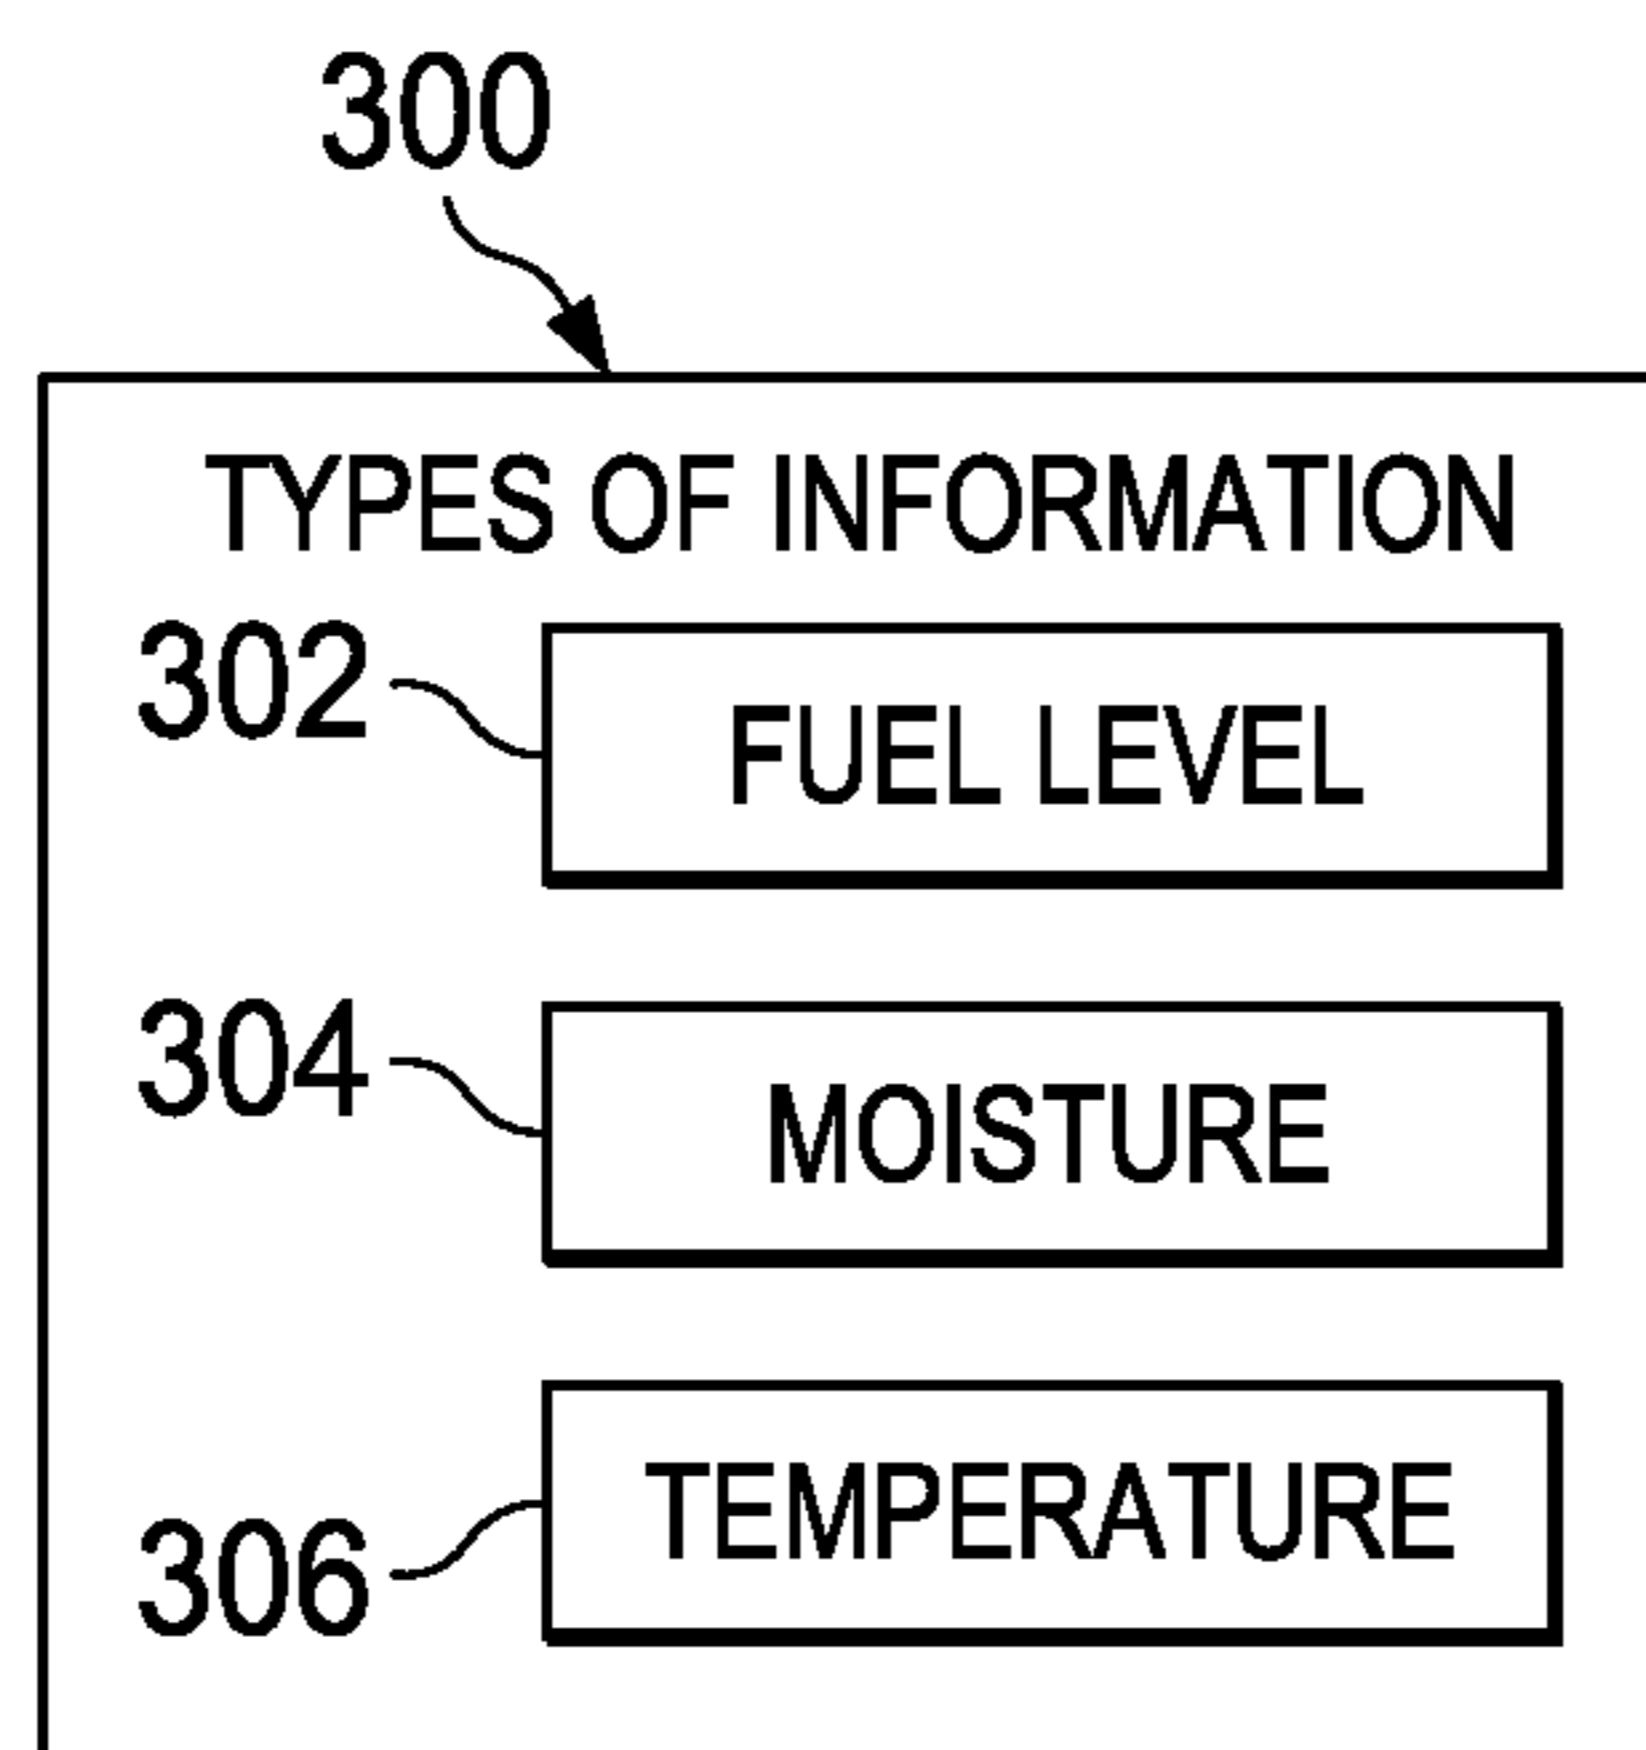 300
TYPES OF INFORMATION
302
FUEL LEVEL
304
MOISTURE
306
TEMPERATURE